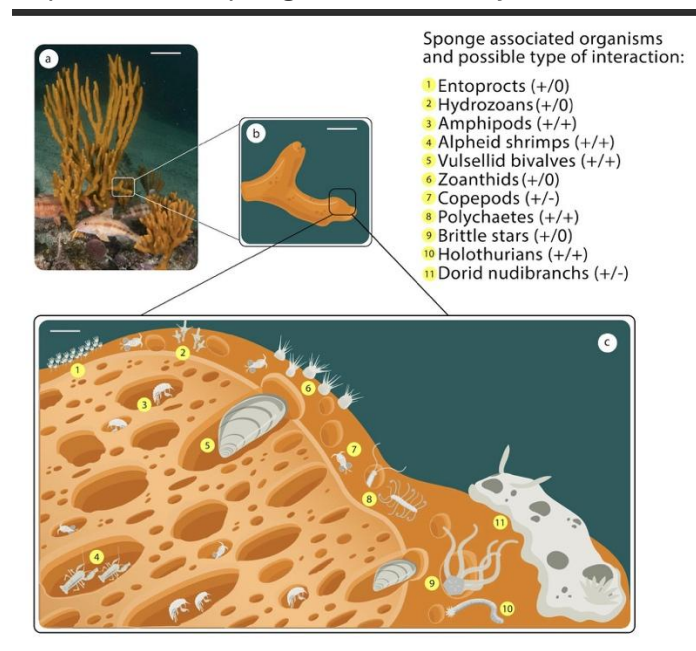 Sponge associated organisms
and possible type of interaction:
1 Entoprocts (+/0)
2 Hydrozoans (+/0)
3 Amphipods (+/+)
4 Alpheid shrimps (+/+)
5 Vulsellid bivalves (+/+)
6 Zoanthids (+/0)
7 Copepods (+/-)
8 Polychaetes (+/+)
9 Brittle stars (+/0)
10 Holothurians (+/+)
11 Dorid nudibranchs (+/-)
a
b
c
1
2
3
4
5
6
7
8
9
10
11